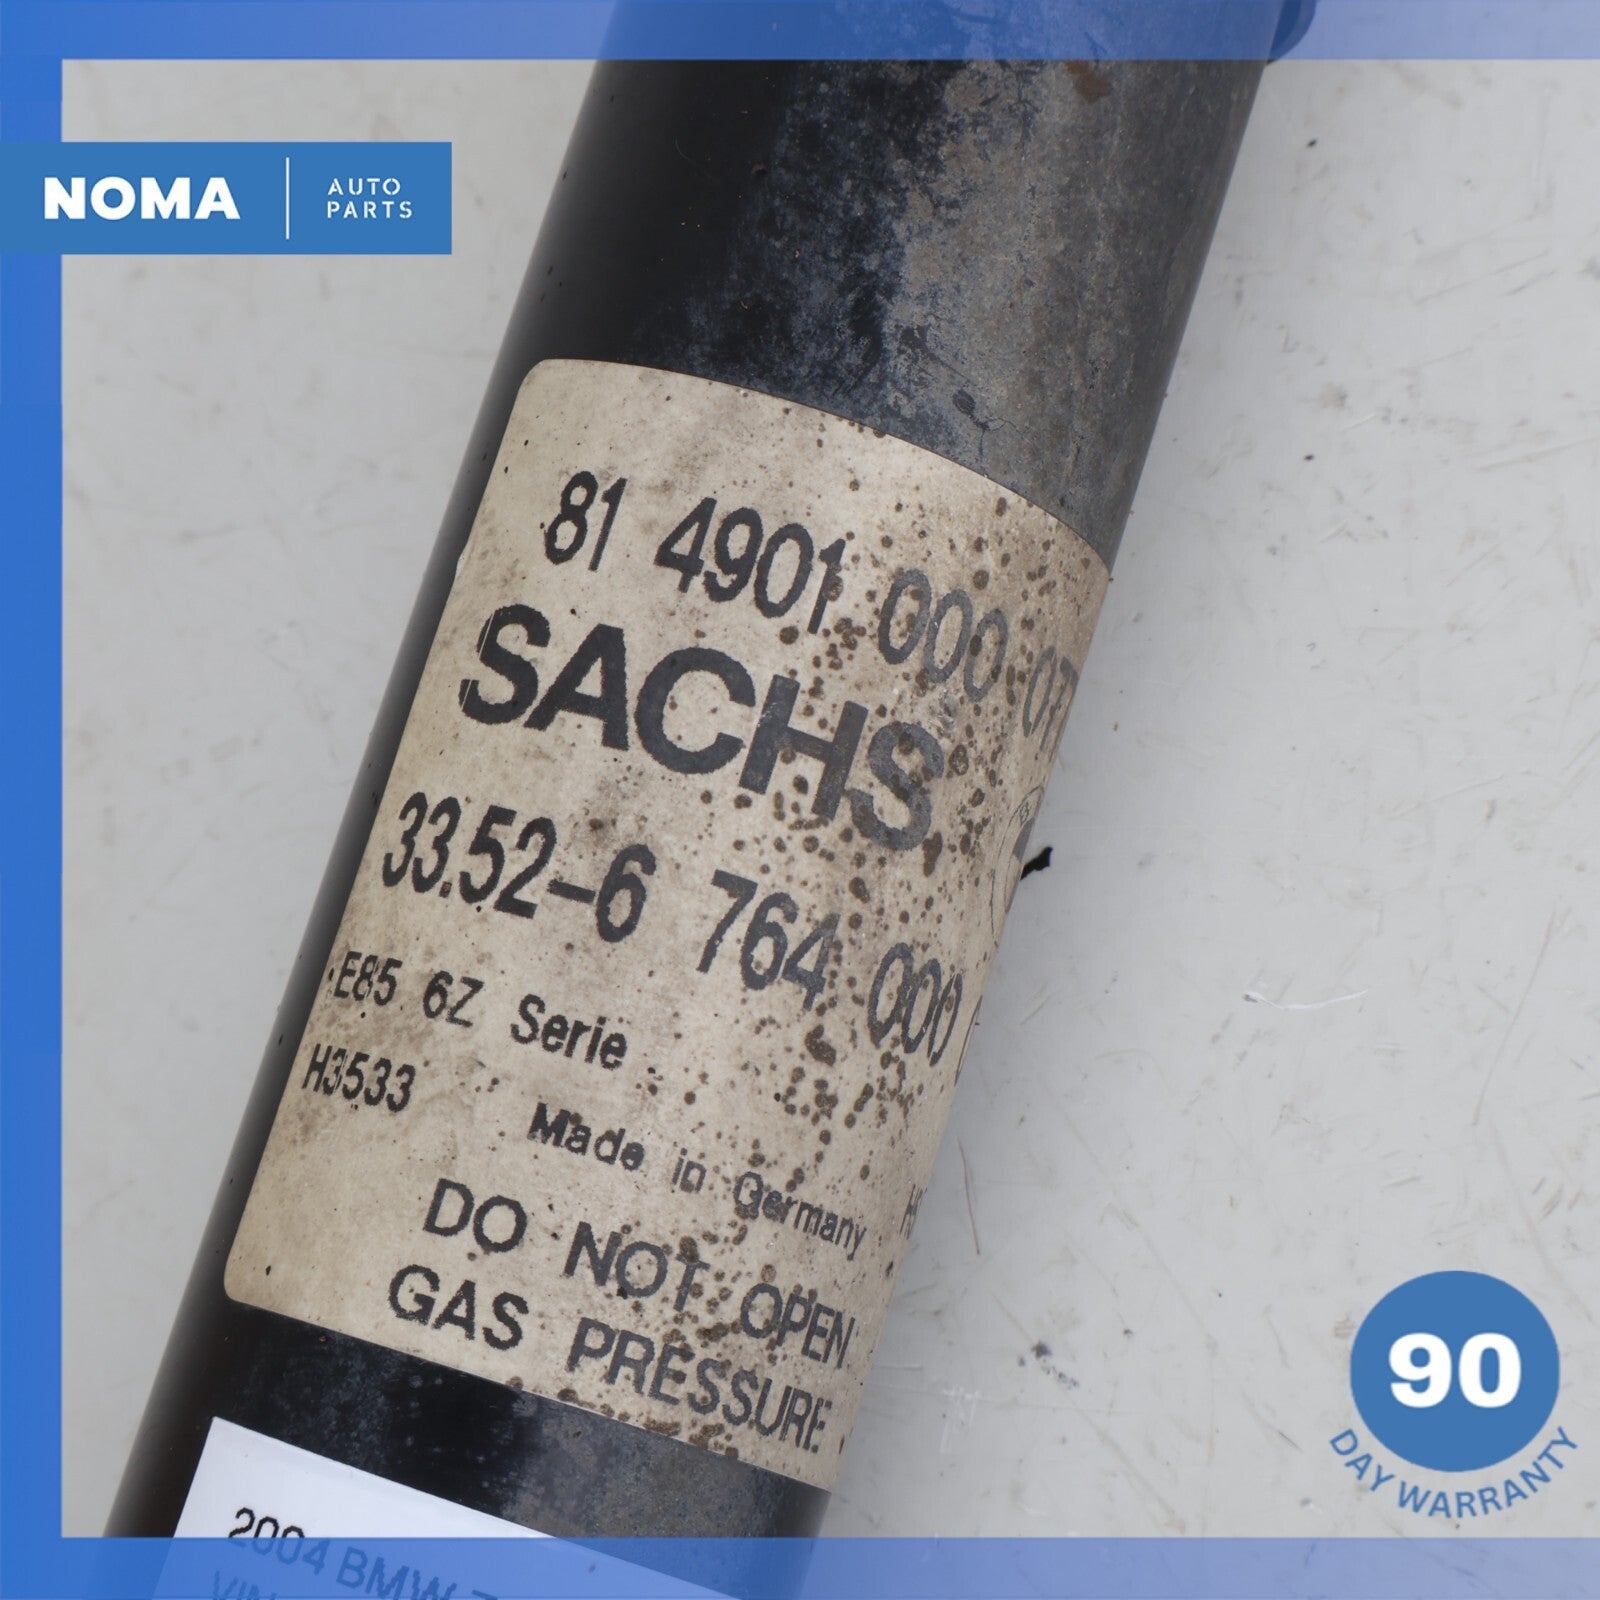 NOMA
AUTO
PARTS
81 4901 000
SACHS
33.52-6 764 000
E85 6Z Serie
H3533
Made in Germany
DO NOT OPEN
GAS PRESSURE
2004 BMW
VIN
90
DAY WARRANTY